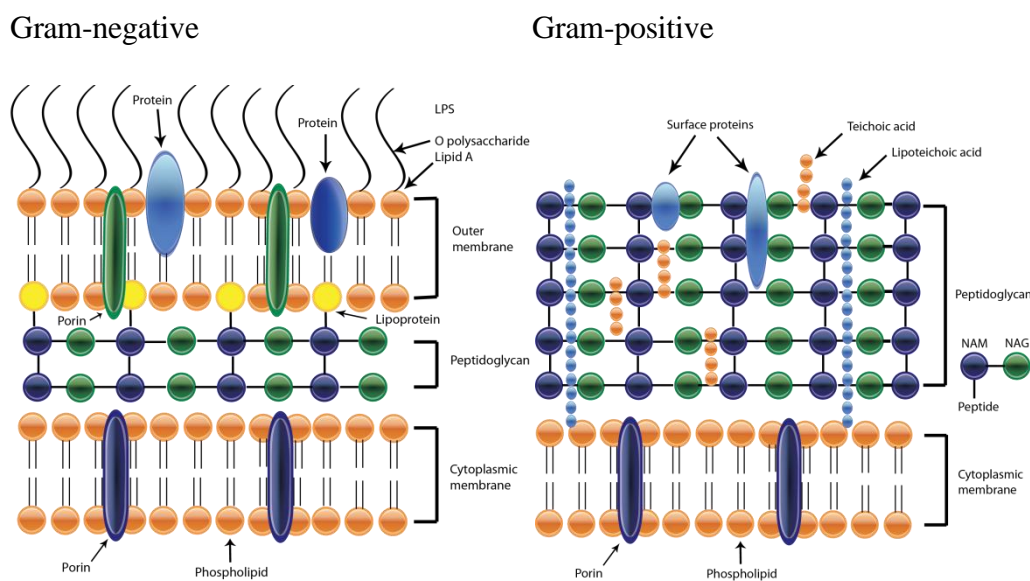 Gram-negative
Protein
Protein
LPS
O polysaccharide
Lipid A
Outer
membrane
Porin
Lipoprotein
Peptidoglycan
Cytoplasmic
membrane
Porin
Phospholipid
Gram-positive
Surface proteins
Teichoic acid
Lipoteichoic acid
Peptidoglycan
NAM
NAG
Peptide
Cytoplasmic
membrane
Porin
Phospholipid